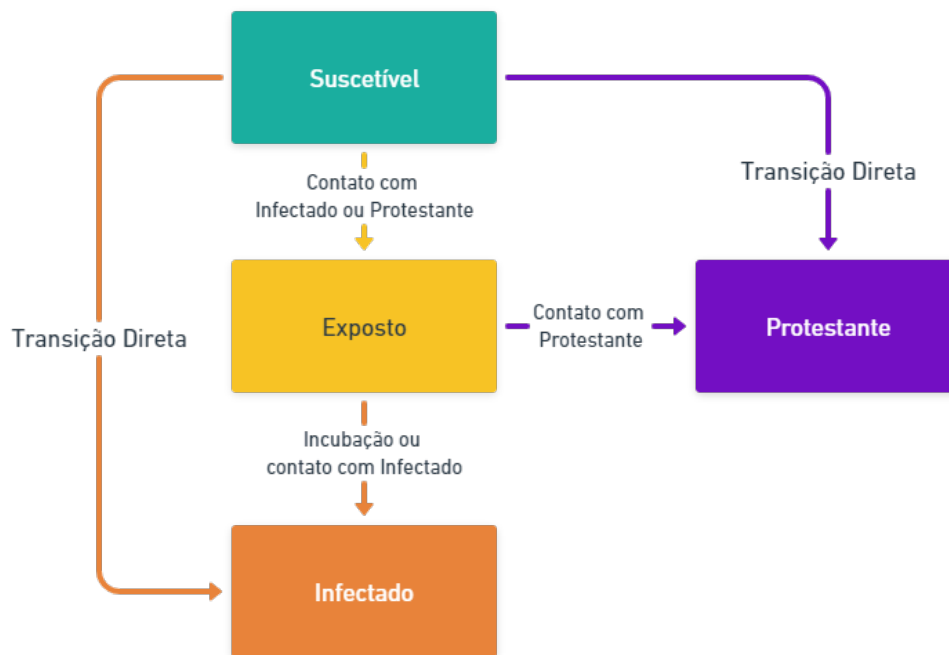 Suscetível
Contato com
Infectado ou Protestante
Transição Direta
Transição Direta
Exposto
Contato com
Protestante
Protestante
Incubação ou
contato com Infectado
Infectado